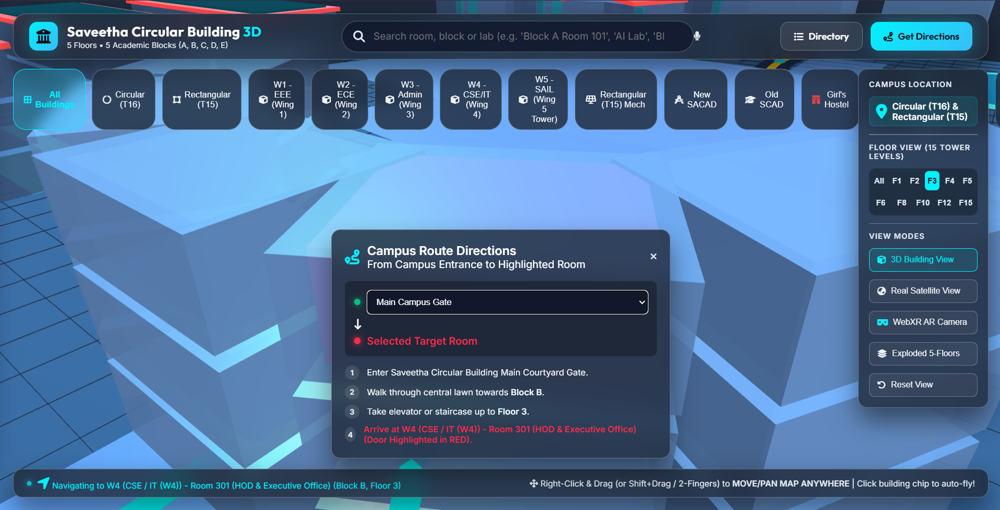 Saveetha Circular Building 3D
5 Floors • 5 Academic Blocks (A, B, C, D, E)
Search room, block or lab (e.g. 'Block A Room 101', 'AI Lab', 'Bl
Directory
Get Directions
All
Buildings
Circular
(T16)
Rectangular
(T15)
W1 -
EEE
(Wing
1)
W2 -
ECE
(Wing
2)
W3 -
Admin
(Wing
3)
W4 -
CSE/IT
(Wing
4)
W5 -
SAIL
(Wing
5
Tower)
Rectangular
(T15) Mech
New
SACAD
Old
SCAD
Girl's
Hostel
CAMPUS LOCATION
Circular (T16) &
Rectangular (T15)
FLOOR VIEW (15 TOWER
LEVELS)
All F1 F2 F3 F4 F5
F6 F8 F10 F12 F15
VIEW MODES
3D Building View
Real Satellite View
WebXR AR Camera
Exploded 5-Floors
Reset View
Campus Route Directions
From Campus Entrance to Highlighted Room
Main Campus Gate
Selected Target Room
1 Enter Saveetha Circular Building Main Courtyard Gate.
2 Walk through central lawn towards Block B.
3 Take elevator or staircase up to Floor 3.
4 Arrive at W4 (CSE / IT (W4)) - Room 301 (HOD & Executive Office)
(Door Highlighted in RED).
Navigating to W4 (CSE / IT (W4)) - Room 301 (HOD & Executive Office) (Block B, Floor 3)
Right-Click & Drag (or Shift+Drag / 2-Fingers) to MOVE/PAN MAP ANYWHERE | Click building chip to auto-fly!